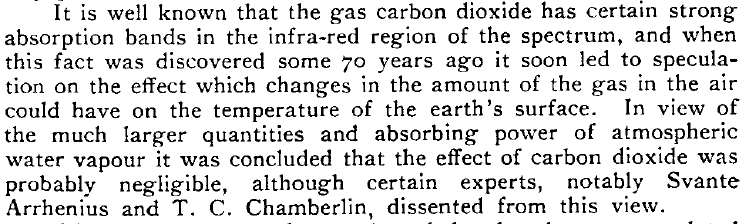 It is well known that the gas carbon dioxide has certain strong
absorption bands in the infra-red region of the spectrum, and when
this fact was discovered some 70 years ago it soon led to specula-
tion on the effect which changes in the amount of the gas in the air
could have on the temperature of the earth's surface. In view of
the much larger quantities and absorbing power of atmospheric
water vapour it was concluded that the effect of carbon dioxide was
probably negligible, although certain experts, notably Svante
Arrhenius and T. C. Chamberlin, dissented from this view.